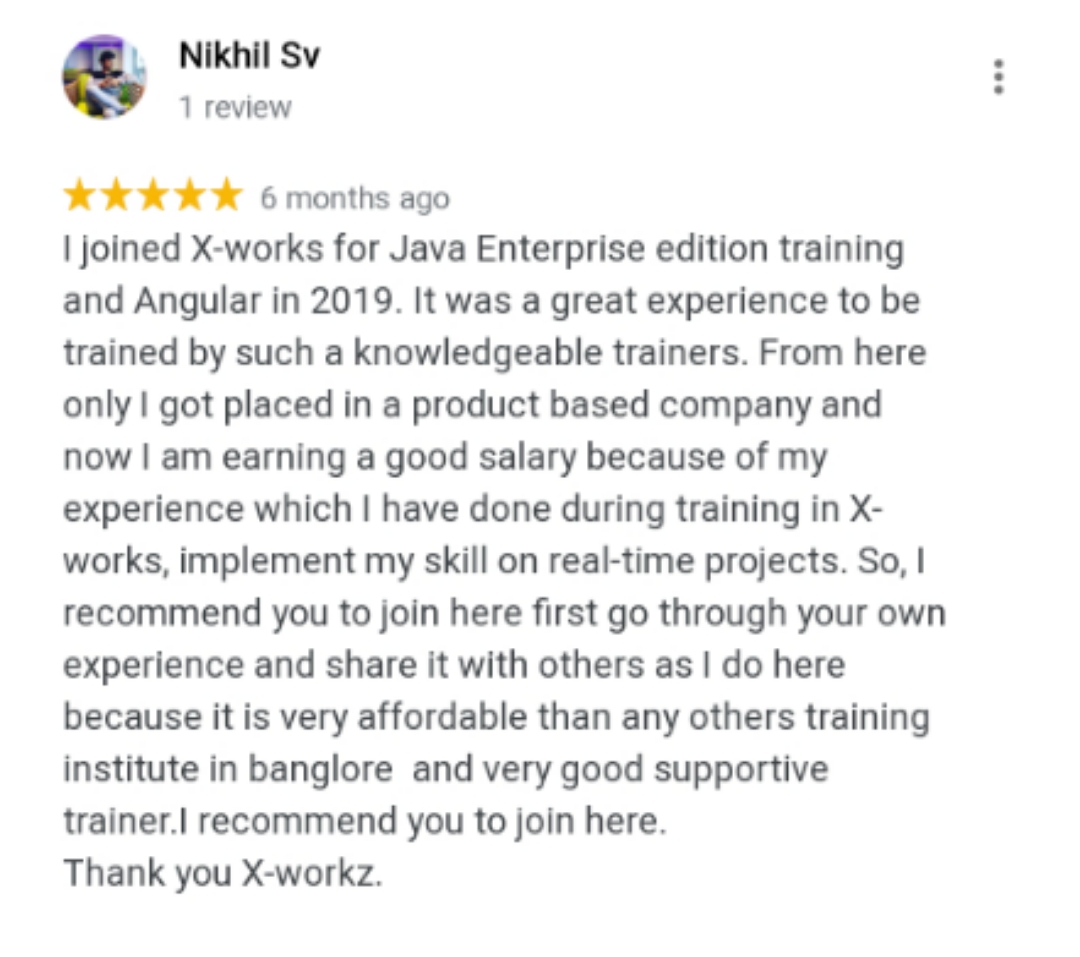 Nikhil Sv
1 review
6 months ago
I joined X-works for Java Enterprise edition training
and Angular in 2019. It was a great experience to be
trained by such a knowledgeable trainers. From here
only I got placed in a product based company and
now I am earning a good salary because of my
experience which I have done during training in X-
works, implement my skill on real-time projects. So, I
recommend you to join here first go through your own
experience and share it with others as I do here
because it is very affordable than any others training
institute in banglore  and very good supportive
trainer.I recommend you to join here.
Thank you X-workz.